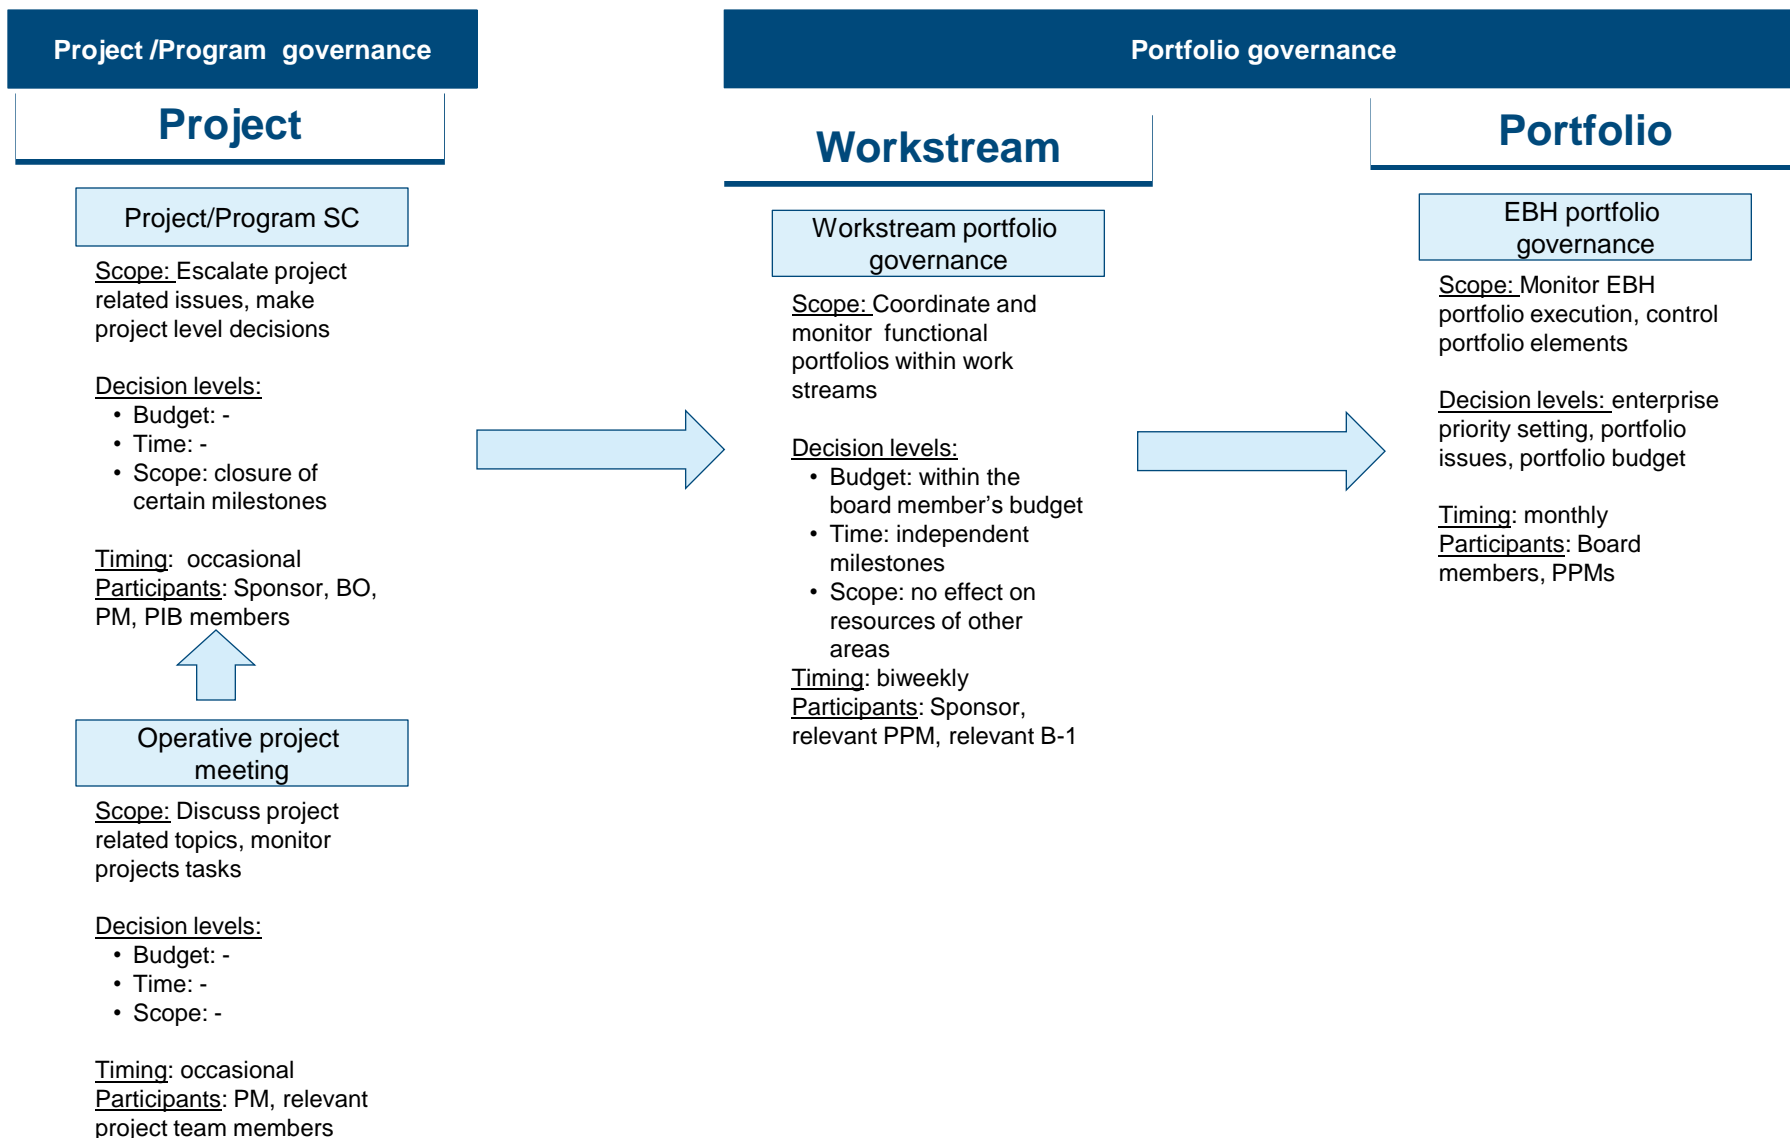 Project /Program  governance
Portfolio governance
Project
Workstream
Portfolio
Project/Program SC
Scope: Escalate project
related issues, make
project level decisions
Decision levels:
• Budget: -
• Time: -
• Scope: closure of
certain milestones
Timing:  occasional
Participants: Sponsor, BO,
PM, PIB members
Operative project
meeting
Scope: Discuss project
related topics, monitor
projects tasks
Decision levels:
• Budget: -
• Time: -
• Scope: -
Timing: occasional
Participants: PM, relevant
project team members
Workstream portfolio
governance
Scope: Coordinate and
monitor  functional
portfolios within work
streams
Decision levels:
• Budget: within the
board member’s budget
• Time: independent
milestones
• Scope: no effect on
resources of other
areas
Timing: biweekly
Participants: Sponsor,
relevant PPM, relevant B-1
EBH portfolio
governance
Scope: Monitor EBH
portfolio execution, control
portfolio elements
Decision levels: enterprise
priority setting, portfolio
issues, portfolio budget
Timing: monthly
Participants: Board
members, PPMs